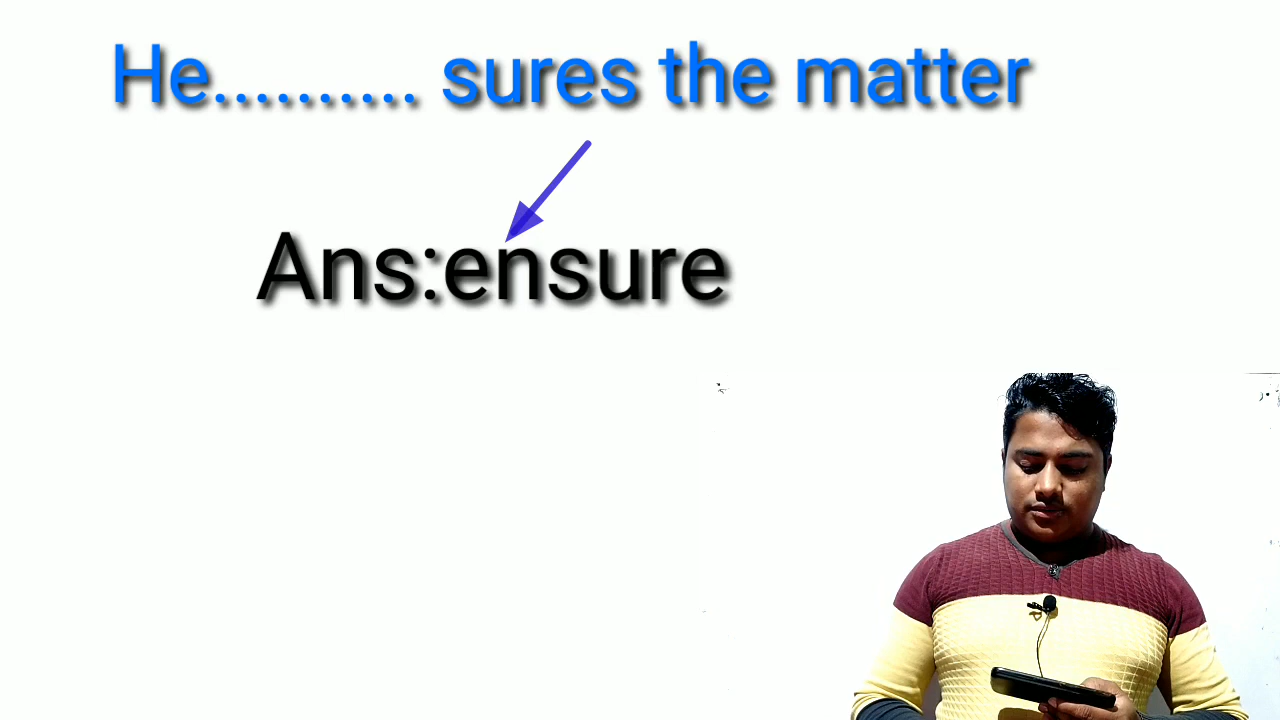 He.......... sures the matter
Ans:ensure